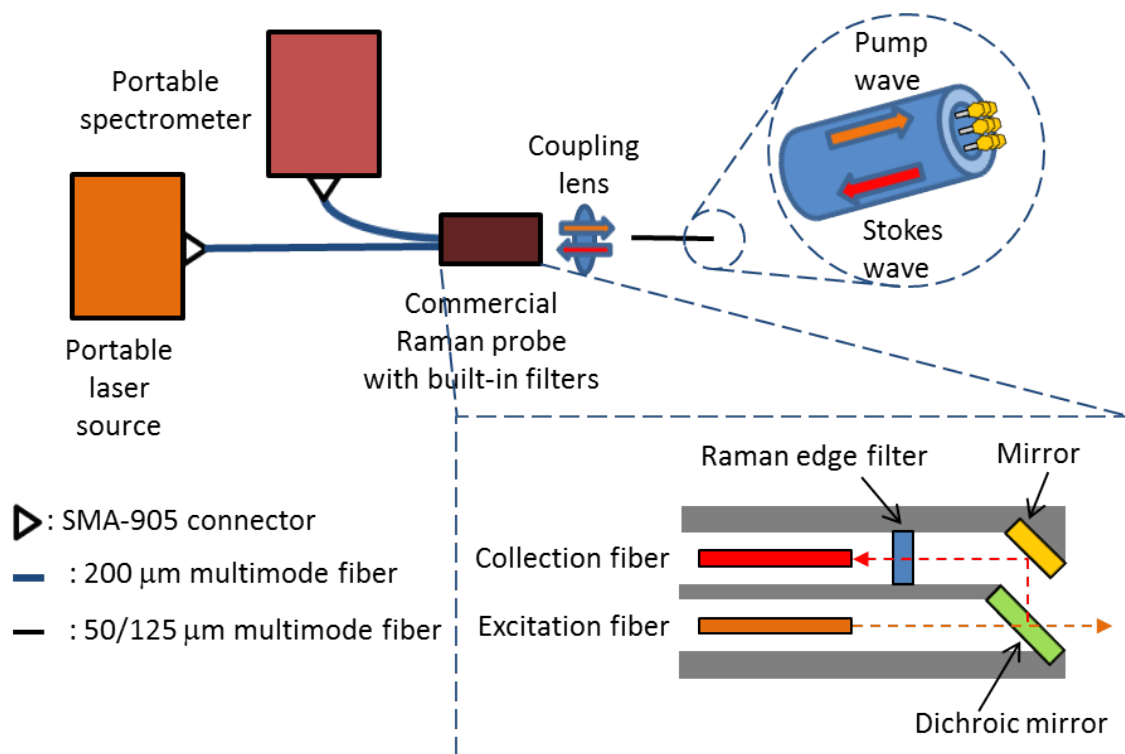 Portable
spectrometer
Coupling
lens
Pump
wave
Stokes
wave
Portable
laser
source
Commercial
Raman probe
with built-in filters
: SMA-905 connector
: 200 μm multimode fiber
: 50/125 μm multimode fiber
Raman edge filter
Mirror
Collection fiber
Excitation fiber
Dichroic mirror